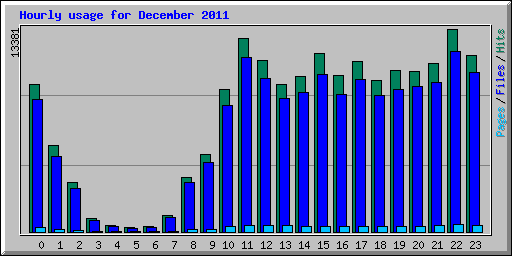 Hourly usage for December 2011
13381
Pages / Files / Hits
0 1 2 3 4 5 6 7 8 9 10 11 12 13 14 15 16 17 18 19 20 21 22 23